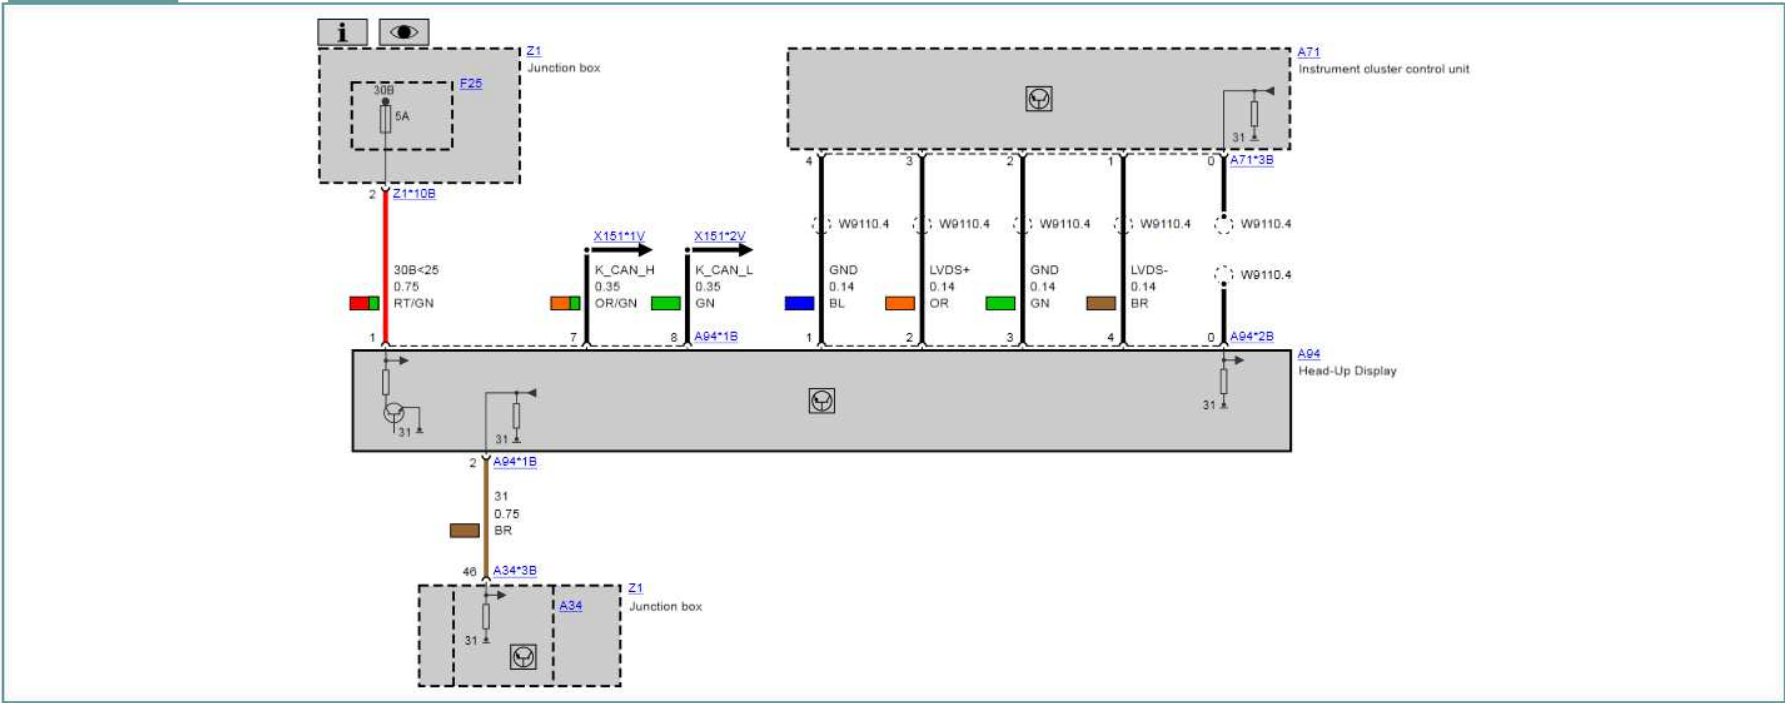 i
Z1
Junction box
F25
30B
5A
2
Z1*10B
A71
Instrument cluster control unit
31
4
3
2
1
0
A71*3B
W9110.4
W9110.4
W9110.4
W9110.4
W9110.4
W9110.4
X151*1V
X151*2V
30B<25
0.75
RT/GN
K_CAN_H
0.35
OR/GN
K_CAN_L
0.35
GN
GND
0.14
BL
LVDS+
0.14
OR
GND
0.14
GN
LVDS-
0.14
BR
1
7
8
A94*1B
1
2
3
4
0
A94*2B
A94
Head-Up Display
31
31
31
2
A94*1B
31
0.75
BR
46
A34*3B
Z1
Junction box
A34
31